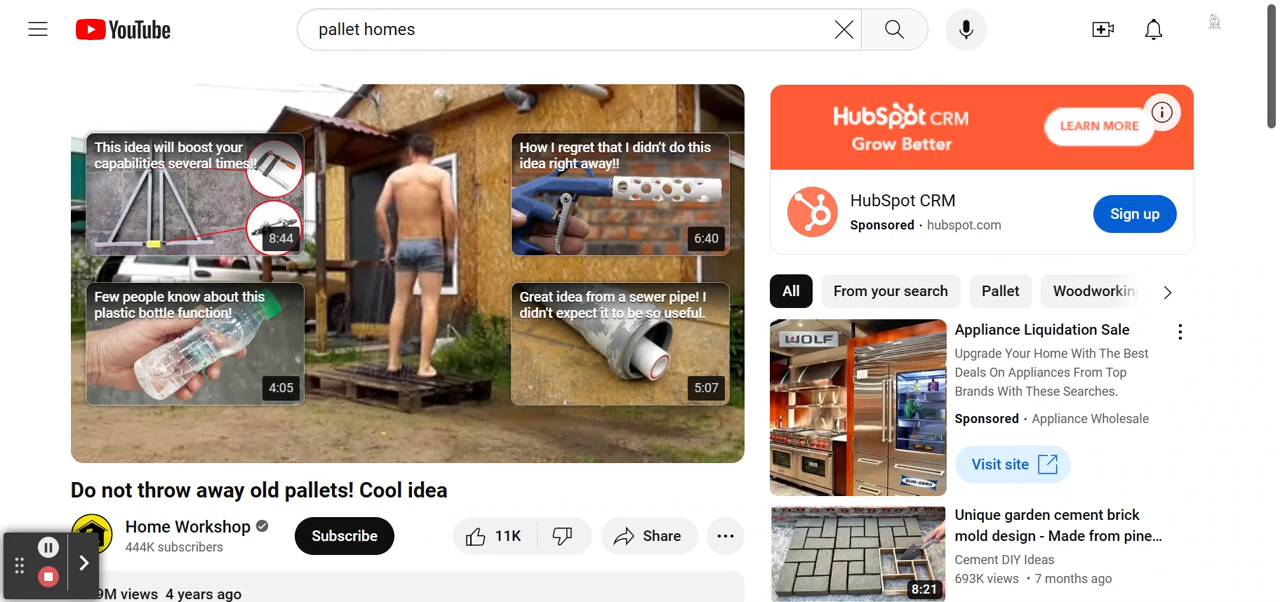 YouTube
pallet homes
This idea will boost your
capabilities several times!!
8:44
How I regret that I didn't do this
idea right away!!
6:40
Few people know about this
plastic bottle function!
4:05
Great idea from a sewer pipe! I
didn't expect it to be so useful.
5:07
Do not throw away old pallets! Cool idea
Home Workshop
444K subscribers
Subscribe
11K
Share
9M views 4 years ago
HubSpot CRM
Grow Better
LEARN MORE
HubSpot CRM
Sponsored · hubspot.com
Sign up
All
From your search
Pallet
Woodworkin
WOLF
SUB-ZERO
Appliance Liquidation Sale
Upgrade Your Home With The Best
Deals On Appliances From Top
Brands With These Searches.
Sponsored · Appliance Wholesale
Visit site
8:21
Unique garden cement brick
mold design - Made from pine...
Cement DIY Ideas
693K views · 7 months ago